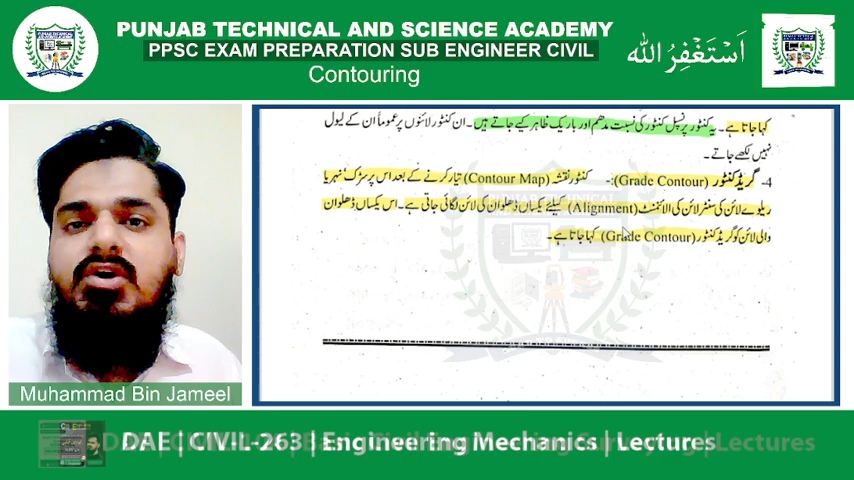 PUNJAB TECHNICAL AND SCIENCE ACADEMY
PPSC EXAM PREPARATION SUB ENGINEER CIVIL
Contouring
اَسْتَغْفِرُ اللّٰه
کہا جاتا ہے۔ یہ کنٹور پرنسپل کنٹور کی نسبت مدھم اور باریک ظاہر کیے جاتے ہیں۔ ان کنٹور لائنوں پر عموماً ان کے لیول
نہیں لکھے جاتے۔
4- گریڈ کنٹور (Grade Contour):- کنٹور نقشہ (Contour Map) تیار کرنے کے بعد اس پر سڑک نہر یا
ریلوے لائن کی سنٹر لائن کی الائنمنٹ (Alignment) کیلئے یکساں ڈھلوان کی لائن لگائی جاتی ہے۔ اس یکساں ڈھلوان
والی لائن کو گریڈ کنٹور (Grade Contour) کہا جاتا ہے۔
Muhammad Bin Jameel
DAE | CIVIL-263 | Engineering Mechanics | Lectures